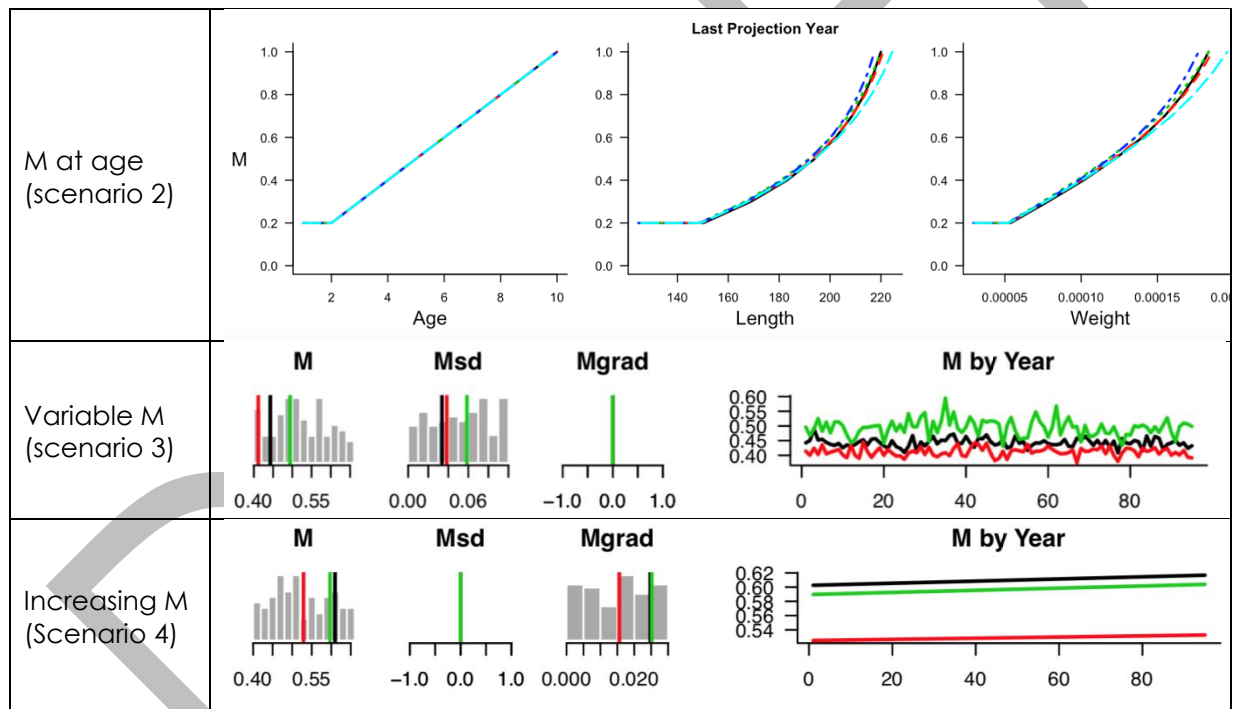 Last Projection Year
M at age
(scenario 2)
M
1.0
0.8
0.6
0.4
0.2
0.0
2 4 6 8 10
Age
1.0
0.8
0.6
0.4
0.2
0.0
140 160 180 200 220
Length
1.0
0.8
0.6
0.4
0.2
0.0
0.00005 0.00010 0.00015
Weight
Variable M
(scenario 3)
M
0.40 0.55
Msd
0.00 0.06
Mgrad
−1.0 0.0 1.0
M by Year
0.60
0.55
0.50
0.45
0.40
0 20 40 60 80
Increasing M
(Scenario 4)
M
0.40 0.55
Msd
−1.0 0.0 1.0
Mgrad
0.000 0.020
M by Year
0.62
0.60
0.58
0.56
0.54
0 20 40 60 80